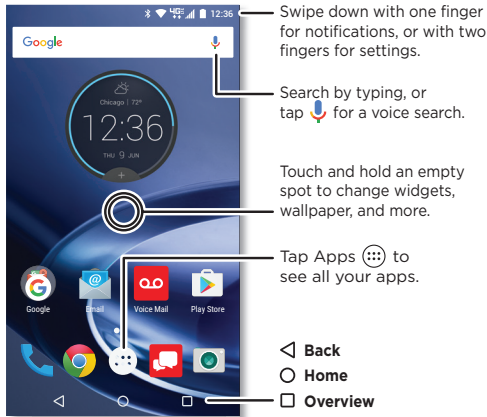 4G 12:36
Google
Chicago | 72°
12:36
THU 9 JUN
+
Google
Email
Voice Mail
Play Store
Swipe down with one finger
for notifications, or with two
fingers for settings.
Search by typing, or
tap for a voice search.
Touch and hold an empty
spot to change widgets,
wallpaper, and more.
Tap Apps to
see all your apps.
Back
Home
Overview